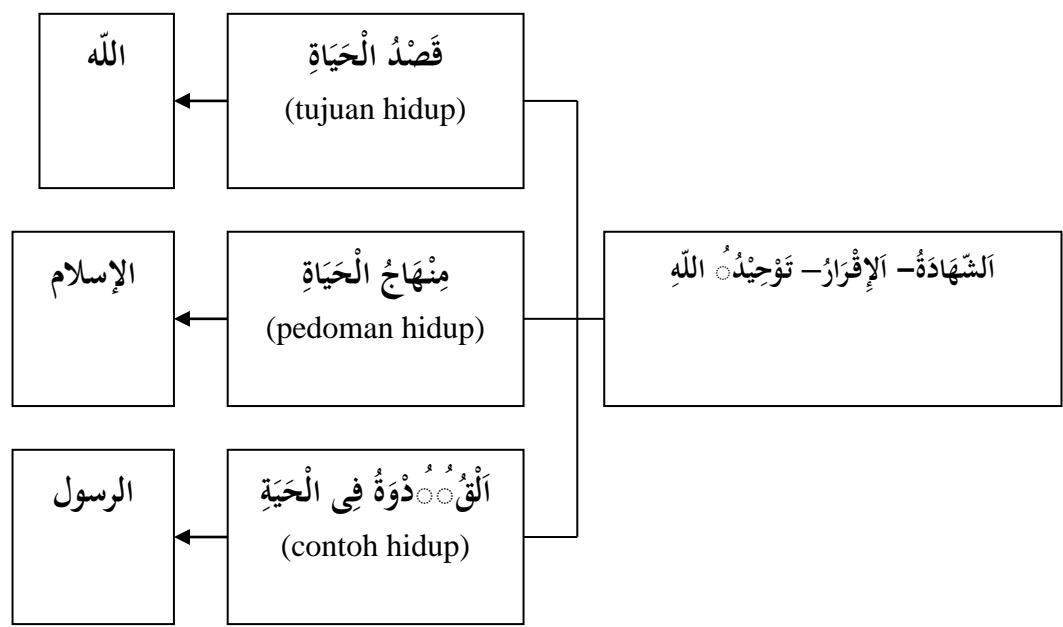 اَلشّهَادَةُ– اَلإِقْرَارُ– تَوْحِيْدُُ اللّهِ
قَصْدُ الْحَيَاةِ
(tujuan hidup)
اللّه
مِنْهَاجُ الْحَيَاةِ
(pedoman hidup)
الإسلام
اَلْقُُُدْوَةُ فِى الْحَيَةِ
(contoh hidup)
الرسول